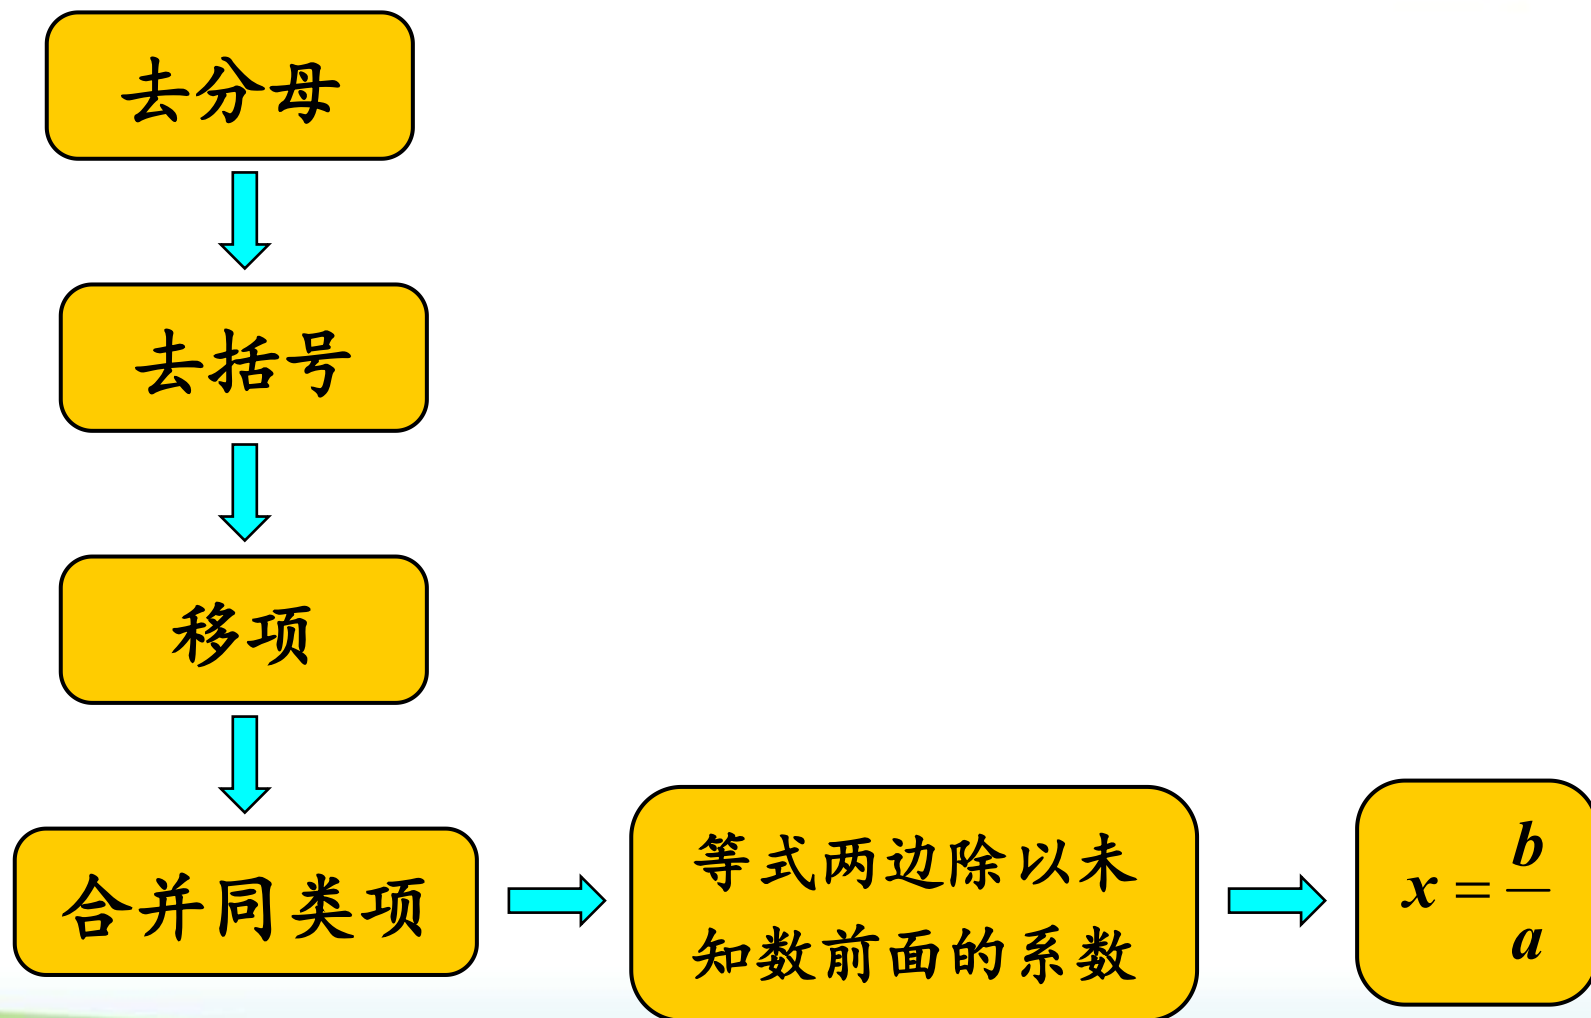 去分母
去括号
移项
合并同类项
等式两边除以未
知数前面的系数
x = b/a